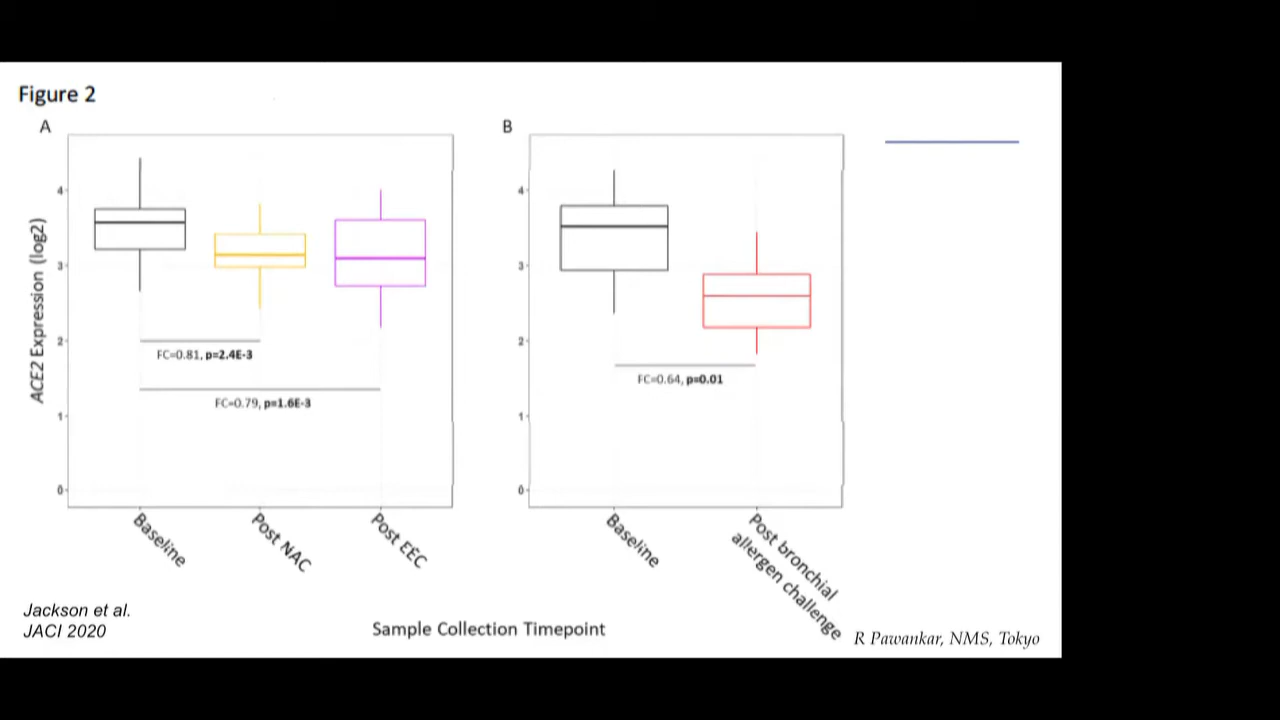 Figure 2
A
B
ACE2 Expression (log2)
4
3
2
1
0
FC=0.81, p=2.4E-3
FC=0.79, p=1.6E-3
Baseline
Post NAC
Post EEC
4
3
2
1
0
FC=0.64, p=0.01
Baseline
Post bronchial
allergen challenge
Sample Collection Timepoint
Jackson et al.
JACI 2020
R Pawankar, NMS, Tokyo